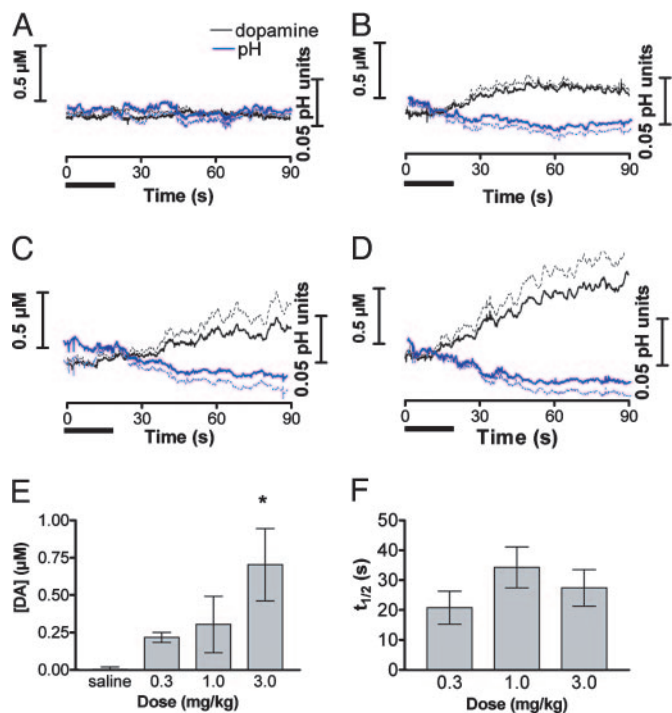 A
dopamine
pH
0.5 µM
0.05 pH units
0 30 60 90
Time (s)
B
0.5 µM
0.05 pH units
0 30 60 90
Time (s)
C
0.5 µM
0.05 pH units
0 30 60 90
Time (s)
D
0.5 µM
0.05 pH units
0 30 60 90
Time (s)
E
*
1.00
0.75
0.50
0.25
0.00
[DA] (µM)
saline 0.3 1.0 3.0
Dose (mg/kg)
F
50
40
30
20
10
0
t1/2 (s)
0.3 1.0 3.0
Dose (mg/kg)